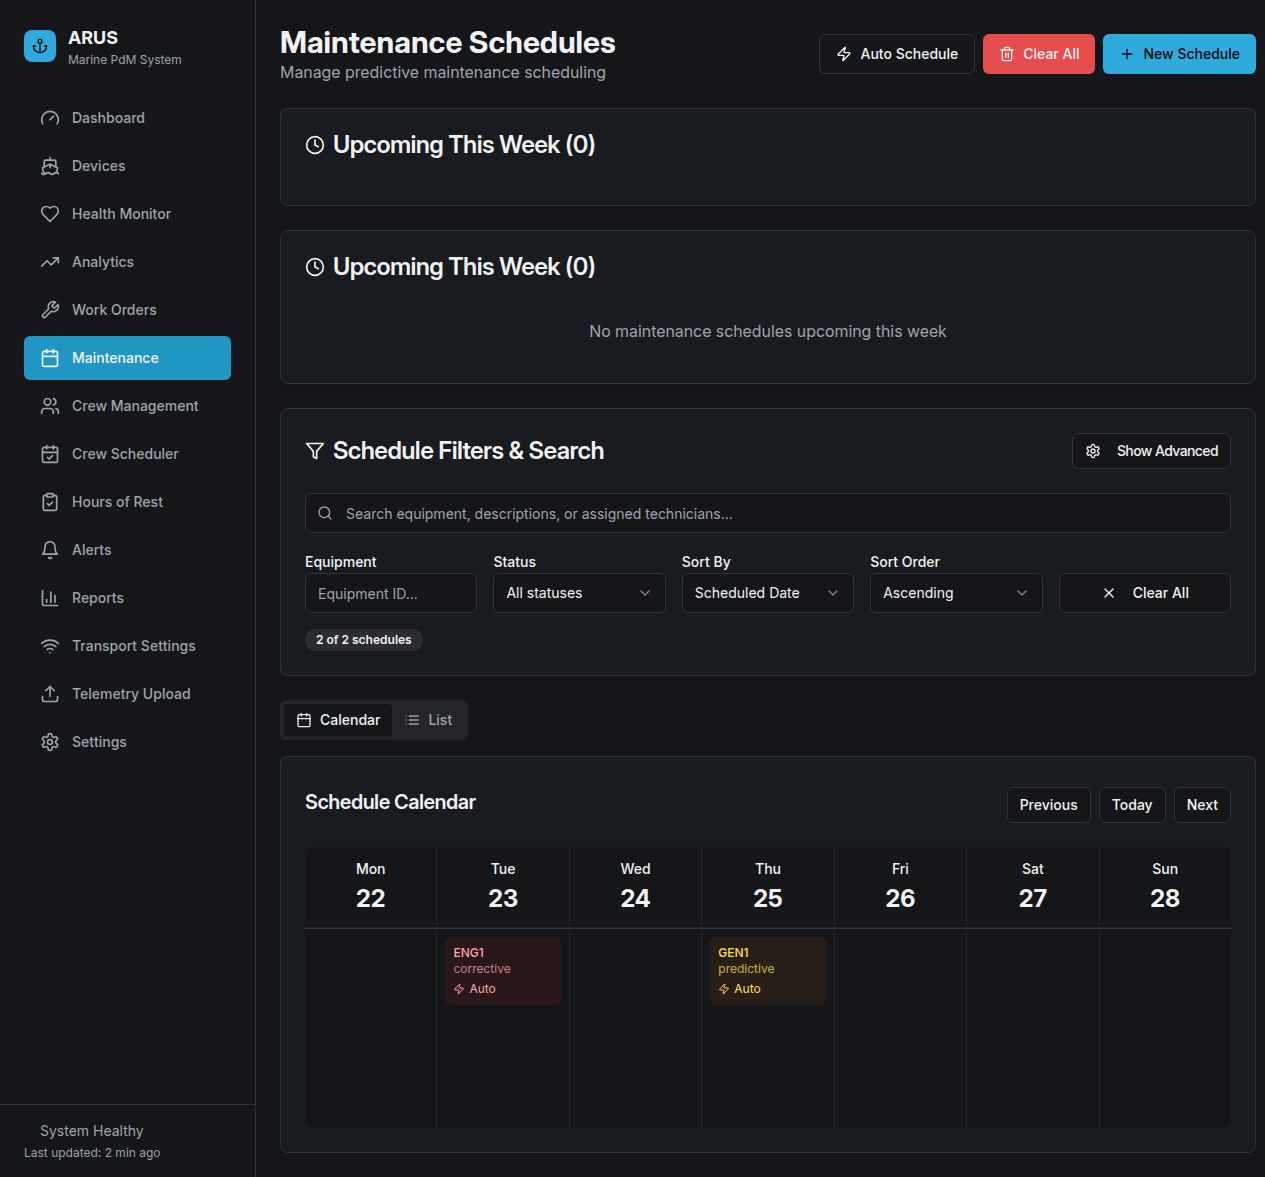 ARUS
Marine PdM System
Dashboard
Devices
Health Monitor
Analytics
Work Orders
Maintenance
Crew Management
Crew Scheduler
Hours of Rest
Alerts
Reports
Transport Settings
Telemetry Upload
Settings
System Healthy
Last updated: 2 min ago
Maintenance Schedules
Manage predictive maintenance scheduling
Auto Schedule
Clear All
New Schedule
Upcoming This Week (0)
Upcoming This Week (0)
No maintenance schedules upcoming this week
Schedule Filters & Search
Show Advanced
Search equipment, descriptions, or assigned technicians...
Equipment
Equipment ID...
Status
All statuses
Sort By
Scheduled Date
Sort Order
Ascending
Clear All
2 of 2 schedules
Calendar
List
Schedule Calendar
Previous
Today
Next
Mon
22
Tue
23
Wed
24
Thu
25
Fri
26
Sat
27
Sun
28
ENG1
corrective
Auto
GEN1
predictive
Auto